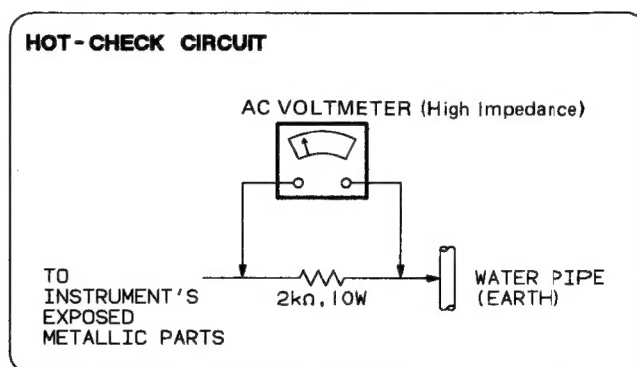 HOT-CHECK CIRCUIT
AC VOLTMETER (High Impedance)
TO
INSTRUMENT'S
EXPOSED
METALLIC PARTS
2kΩ, 10W
WATER PIPE
(EARTH)